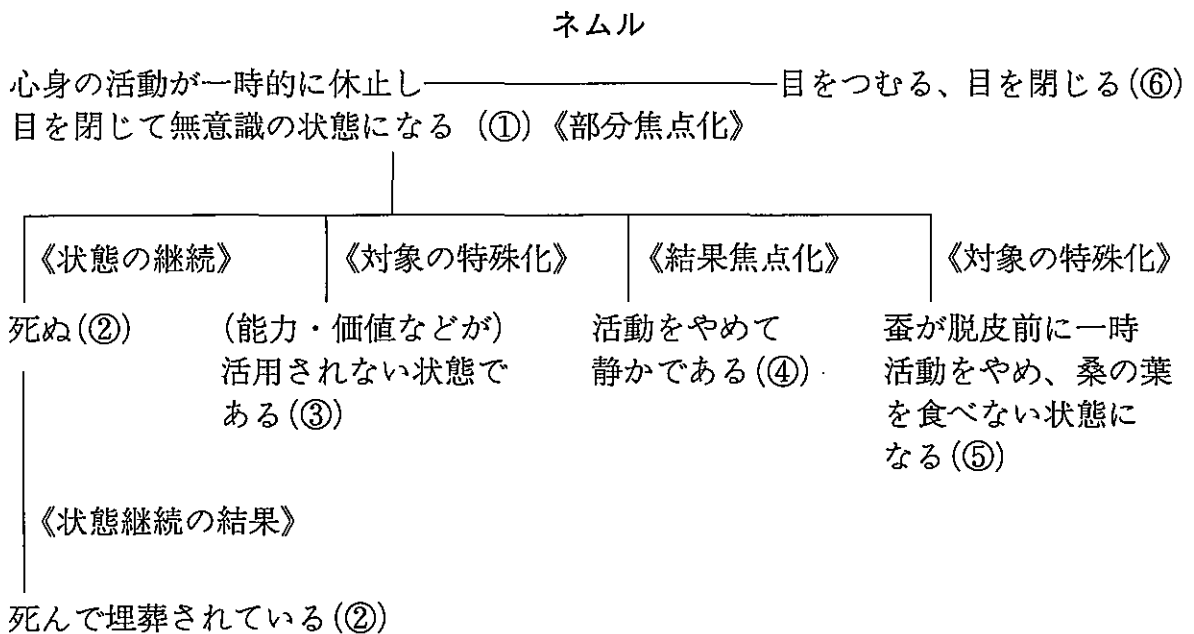 ネムル
心身の活動が一時的に休止し 目をつむる、目を閉じる(⑥)
目を閉じて無意識の状態になる (①)《部分焦点化》
《状態の継続》 《対象の特殊化》 《結果焦点化》 《対象の特殊化》
死ぬ(②) (能力・価値などが) 活動をやめて 蚕が脱皮前に一時
活用されない状態で 静かである(④) 活動をやめ、桑の葉
ある(③) を食べない状態に
なる(⑤)
《状態継続の結果》
死んで埋葬されている(②)